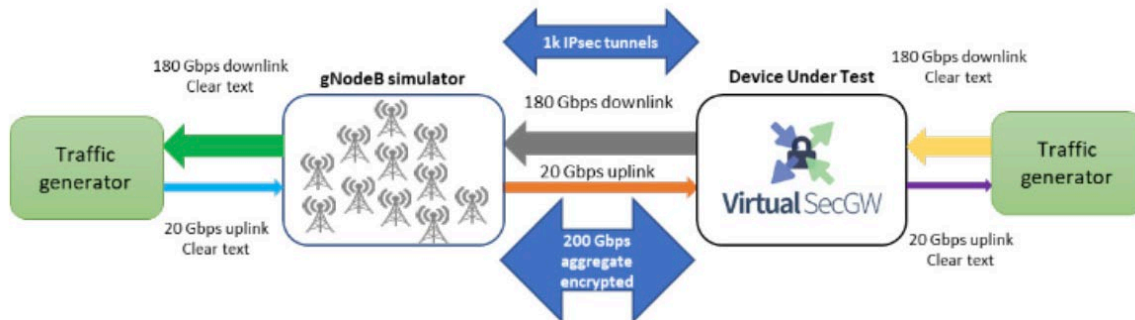 1k IPsec tunnels
180 Gbps downlink
Clear text
gNodeB simulator
Device Under Test
180 Gbps downlink
Clear text
180 Gbps downlink
Traffic
generator
20 Gbps uplink
Traffic
generator
Virtual SecGW
20 Gbps uplink
Clear text
200 Gbps
aggregate
encrypted
20 Gbps uplink
Clear text